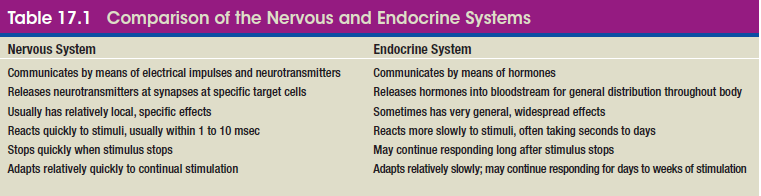 Table 17.1 Comparison of the Nervous and Endocrine Systems
Nervous System Endocrine System
Communicates by means of electrical impulses and neurotransmitters Communicates by means of hormones
Releases neurotransmitters at synapses at specific target cells Releases hormones into bloodstream for general distribution throughout body
Usually has relatively local, specific effects Sometimes has very general, widespread effects
Reacts quickly to stimuli, usually within 1 to 10 msec Reacts more slowly to stimuli, often taking seconds to days
Stops quickly when stimulus stops May continue responding long after stimulus stops
Adapts relatively quickly to continual stimulation Adapts relatively slowly; may continue responding for days to weeks of stimulation